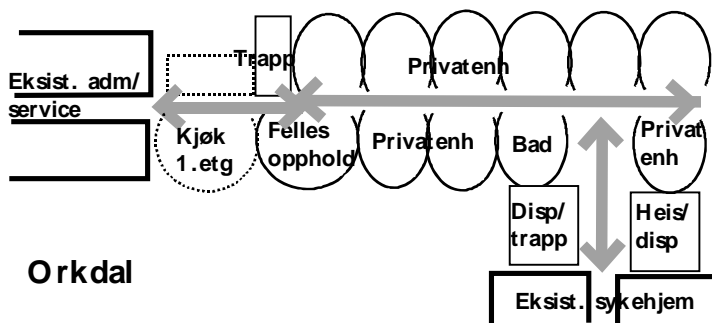 Trapp
Privatenh
Eksist. adm/
service
Kjøk
1.etg
Felles
opphold
Privatenh
Bad
Privat
enh
Disp/
trapp
Heis/
disp
Orkdal
Eksist. sykehjem